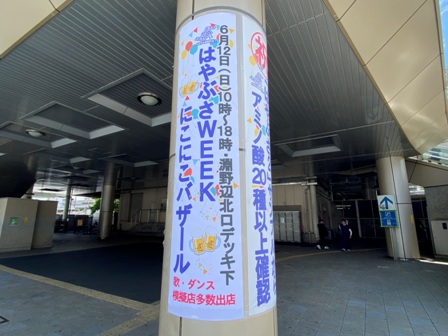 6月12日(日)10時～18時 淵野辺北口デッキ下
はやぶさWEEK
にこにこバザール
歌・ダンス
模擬店多数出店
祝
アミノ酸20種以上確認